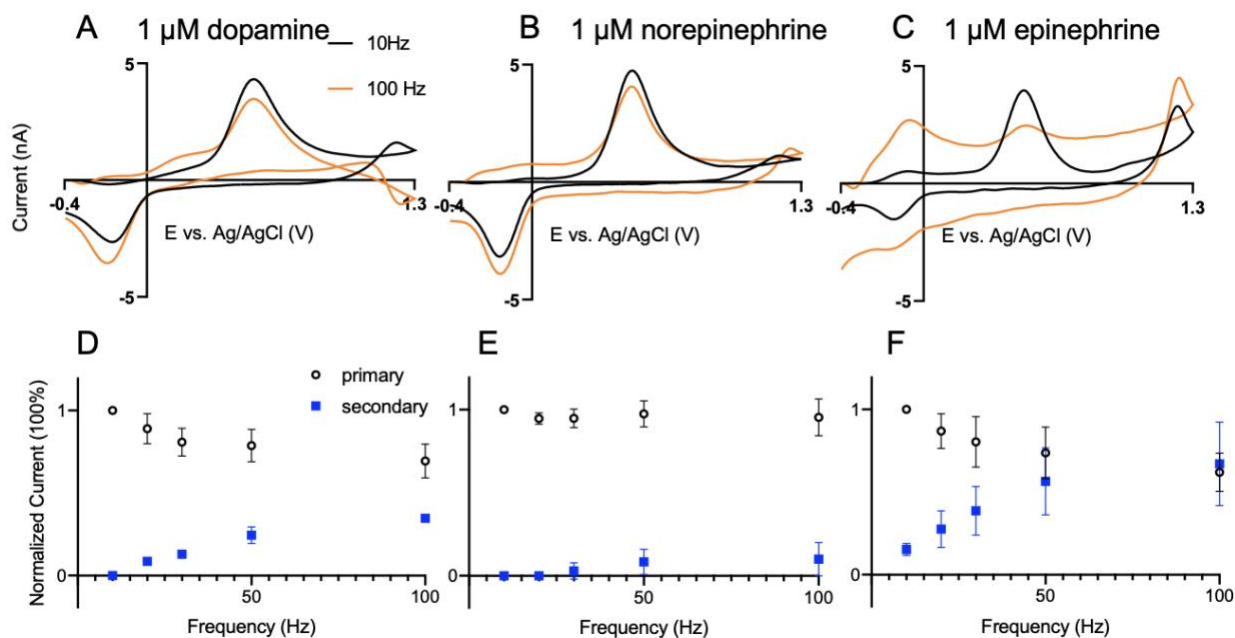 A 1 µM dopamine
10Hz
100 Hz
B 1 µM norepinephrine
C 1 µM epinephrine
Current (nA)
5
-0.4
1.3
E vs. Ag/AgCl (V)
-5
5
-0.4
1.3
E vs. Ag/AgCl (V)
-5
5
-0.4
1.3
E vs. Ag/AgCl (V)
-5
D
primary
secondary
E
F
Normalized Current (100%)
1
0
50
100
Frequency (Hz)
1
0
50
100
Frequency (Hz)
1
0
50
100
Frequency (Hz)